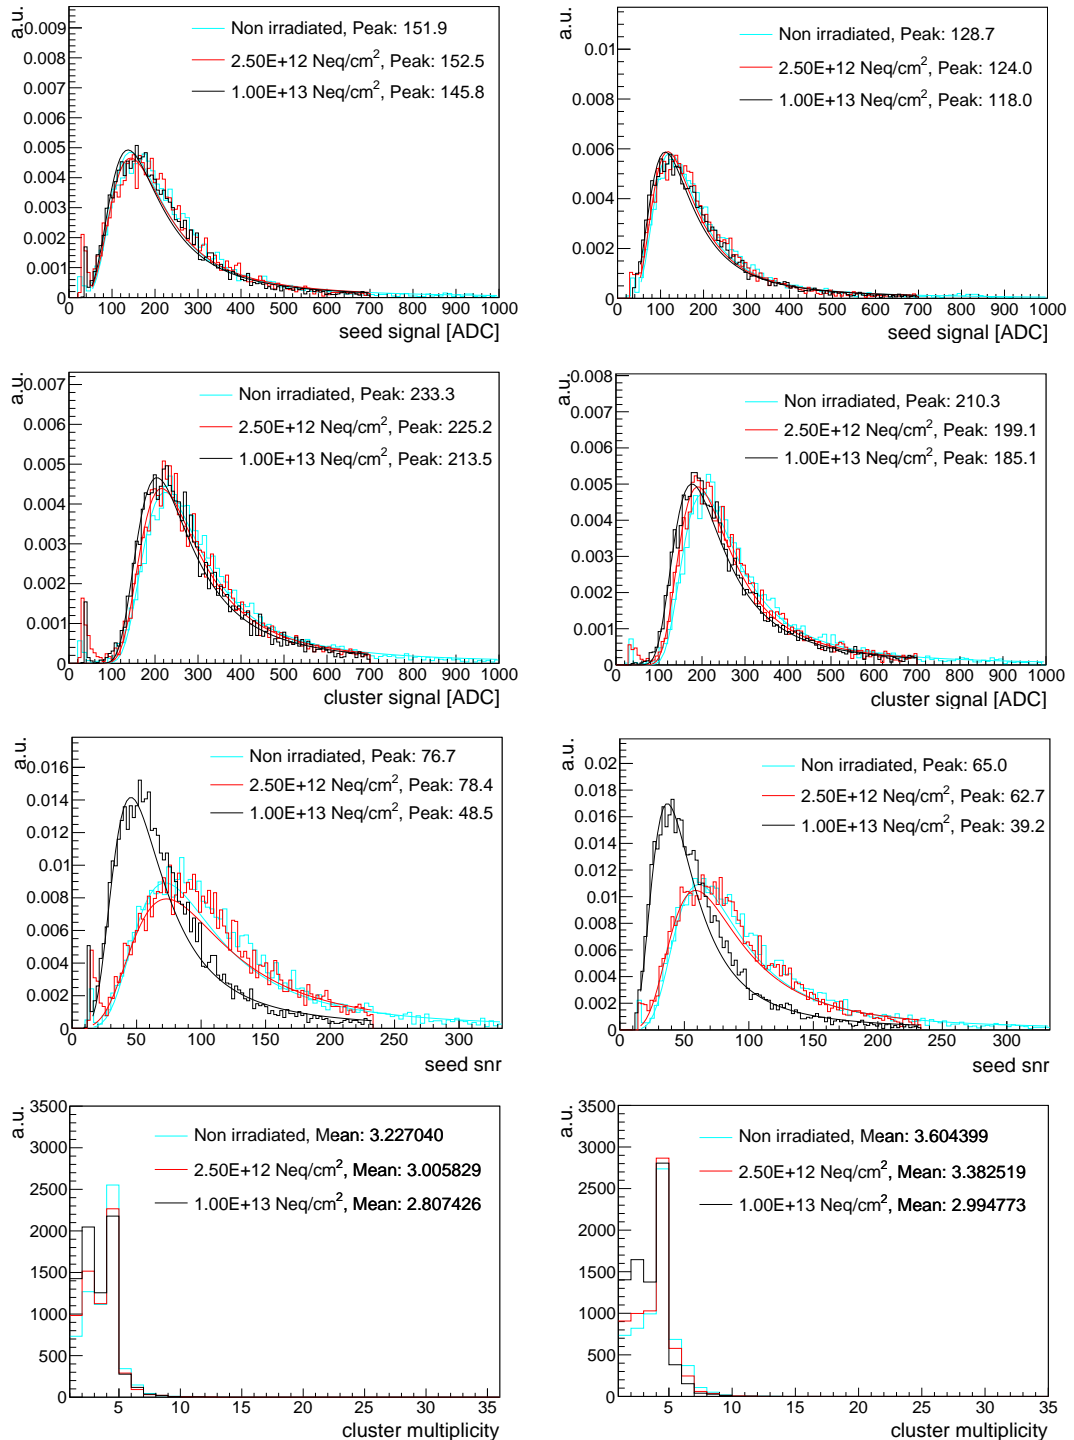 a.u.
0.009
0.008
0.007
0.006
0.005
0.004
0.003
0.002
0.001
0
Non irradiated, Peak: 151.9
2.50E+12 Neq/cm², Peak: 152.5
1.00E+13 Neq/cm², Peak: 145.8
0 100 200 300 400 500 600 700 800 900 1000
seed signal [ADC]
a.u.
0.01
0.008
0.006
0.004
0.002
0
Non irradiated, Peak: 128.7
2.50E+12 Neq/cm², Peak: 124.0
1.00E+13 Neq/cm², Peak: 118.0
0 100 200 300 400 500 600 700 800 900 1000
seed signal [ADC]
a.u.
0.007
0.006
0.005
0.004
0.003
0.002
0.001
0
Non irradiated, Peak: 233.3
2.50E+12 Neq/cm², Peak: 225.2
1.00E+13 Neq/cm², Peak: 213.5
0 100 200 300 400 500 600 700 800 900 1000
cluster signal [ADC]
a.u.
0.008
0.007
0.006
0.005
0.004
0.003
0.002
0.001
0
Non irradiated, Peak: 210.3
2.50E+12 Neq/cm², Peak: 199.1
1.00E+13 Neq/cm², Peak: 185.1
0 100 200 300 400 500 600 700 800 900 1000
cluster signal [ADC]
a.u.
0.016
0.014
0.012
0.01
0.008
0.006
0.004
0.002
0
Non irradiated, Peak: 76.7
2.50E+12 Neq/cm², Peak: 78.4
1.00E+13 Neq/cm², Peak: 48.5
0 50 100 150 200 250 300
seed snr
a.u.
0.02
0.018
0.016
0.014
0.012
0.01
0.008
0.006
0.004
0.002
0
Non irradiated, Peak: 65.0
2.50E+12 Neq/cm², Peak: 62.7
1.00E+13 Neq/cm², Peak: 39.2
0 50 100 150 200 250 300
seed snr
a.u.
3500
3000
2500
2000
1500
1000
500
0
Non irradiated, Mean: 3.227040
2.50E+12 Neq/cm², Mean: 3.005829
1.00E+13 Neq/cm², Mean: 2.807426
5 10 15 20 25 30 35
cluster multiplicity
a.u.
3500
3000
2500
2000
1500
1000
500
0
Non irradiated, Mean: 3.604399
2.50E+12 Neq/cm², Mean: 3.382519
1.00E+13 Neq/cm², Mean: 2.994773
5 10 15 20 25 30 35
cluster multiplicity